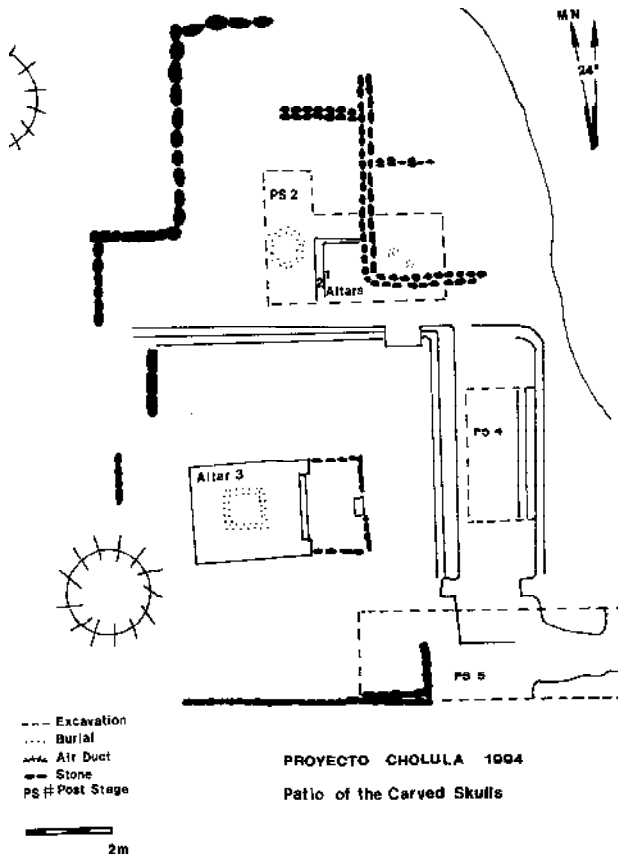 MN
24°
PS 2
1
2
Altars
PS 4
Altar 3
PS 5
Excavation
Burial
Air Duct
Stone
PS # Post Stage
2m
PROYECTO CHOLULA 1994
Patio of the Carved Skulls